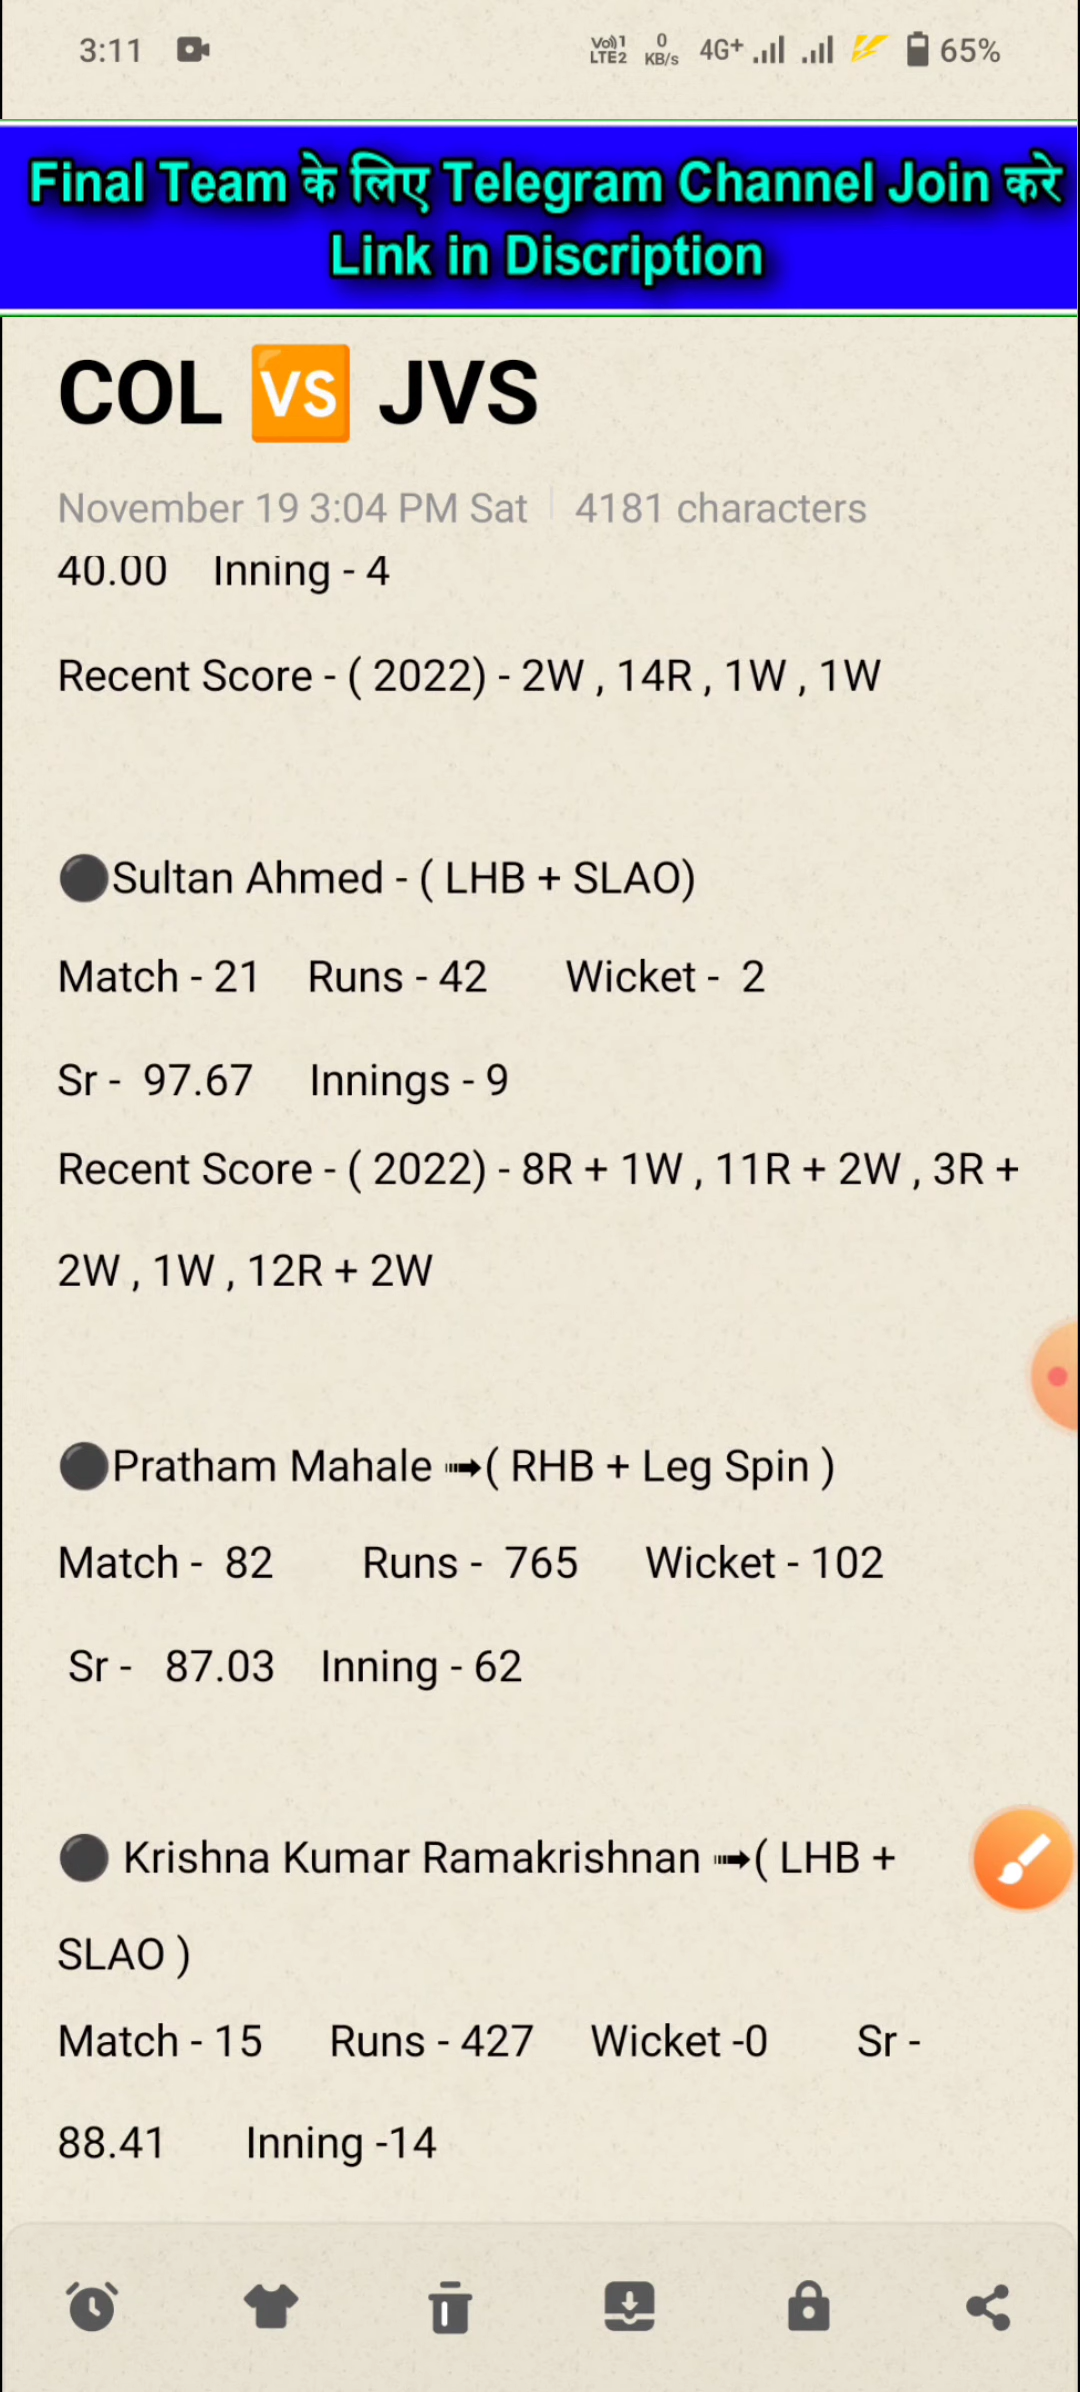 3:11 Vo)) 1 LTE2 0 KB/s 4G+ 65%
Final Team के लिए Telegram Channel Join करे
Link in Discription
COL VS JVS
November 19 3:04 PM Sat | 4181 characters
40.00 Inning - 4
Recent Score - ( 2022) - 2W , 14R , 1W , 1W
⚫Sultan Ahmed - ( LHB + SLAO)
Match - 21 Runs - 42 Wicket - 2
Sr - 97.67 Innings - 9
Recent Score - ( 2022) - 8R + 1W , 11R + 2W , 3R +
2W , 1W , 12R + 2W
⚫Pratham Mahale ➟( RHB + Leg Spin )
Match - 82 Runs - 765 Wicket - 102
Sr - 87.03 Inning - 62
⚫ Krishna Kumar Ramakrishnan ➟( LHB +
SLAO )
Match - 15 Runs - 427 Wicket -0 Sr -
88.41 Inning -14